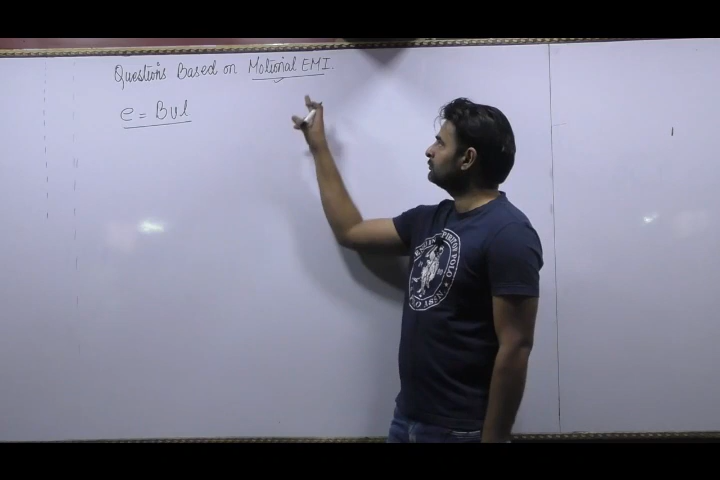 Questions Based on Motional EMI.
e = Bvl